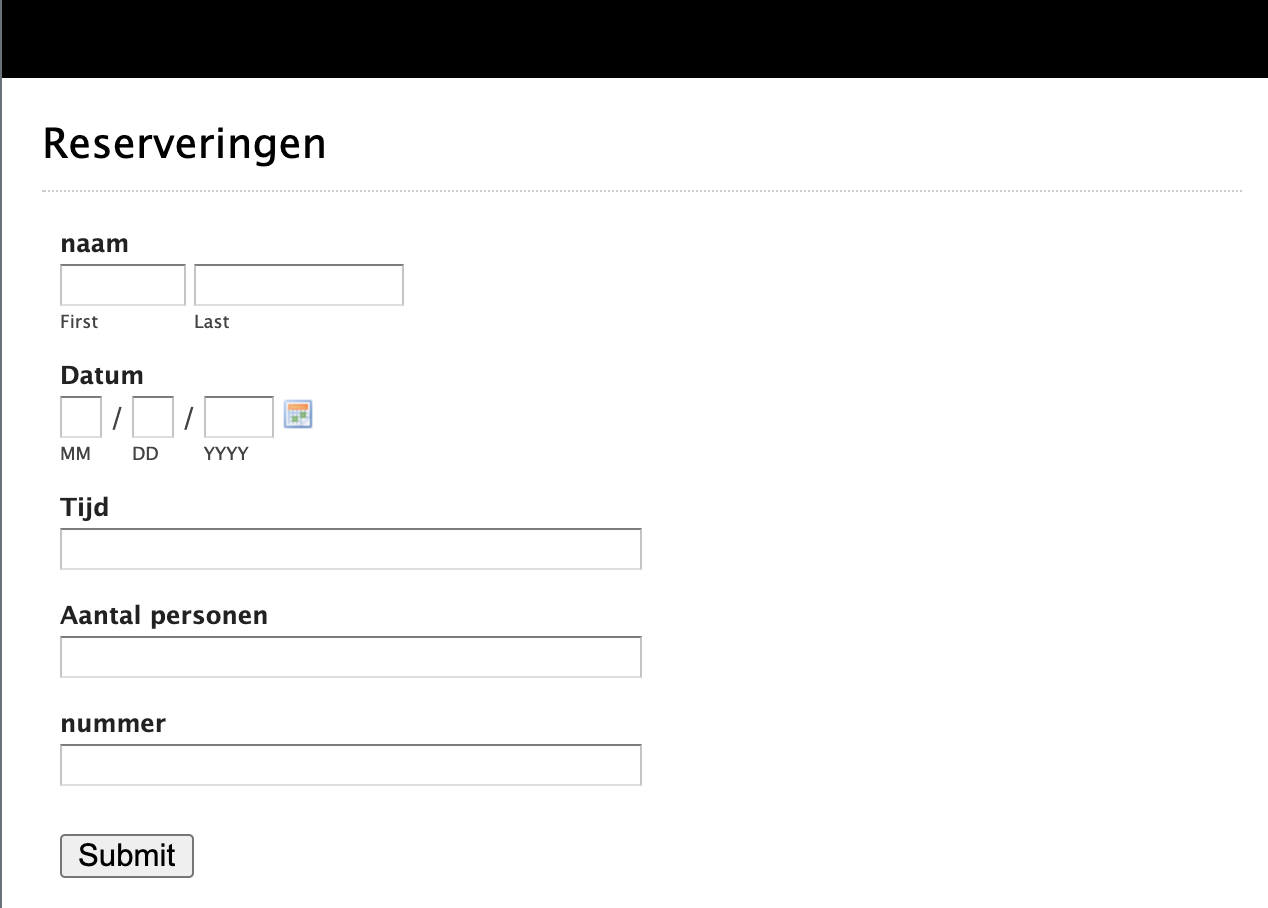 Reserveringen
naam
First Last
Datum
/ /
MM DD YYYY
Tijd
Aantal personen
nummer
Submit